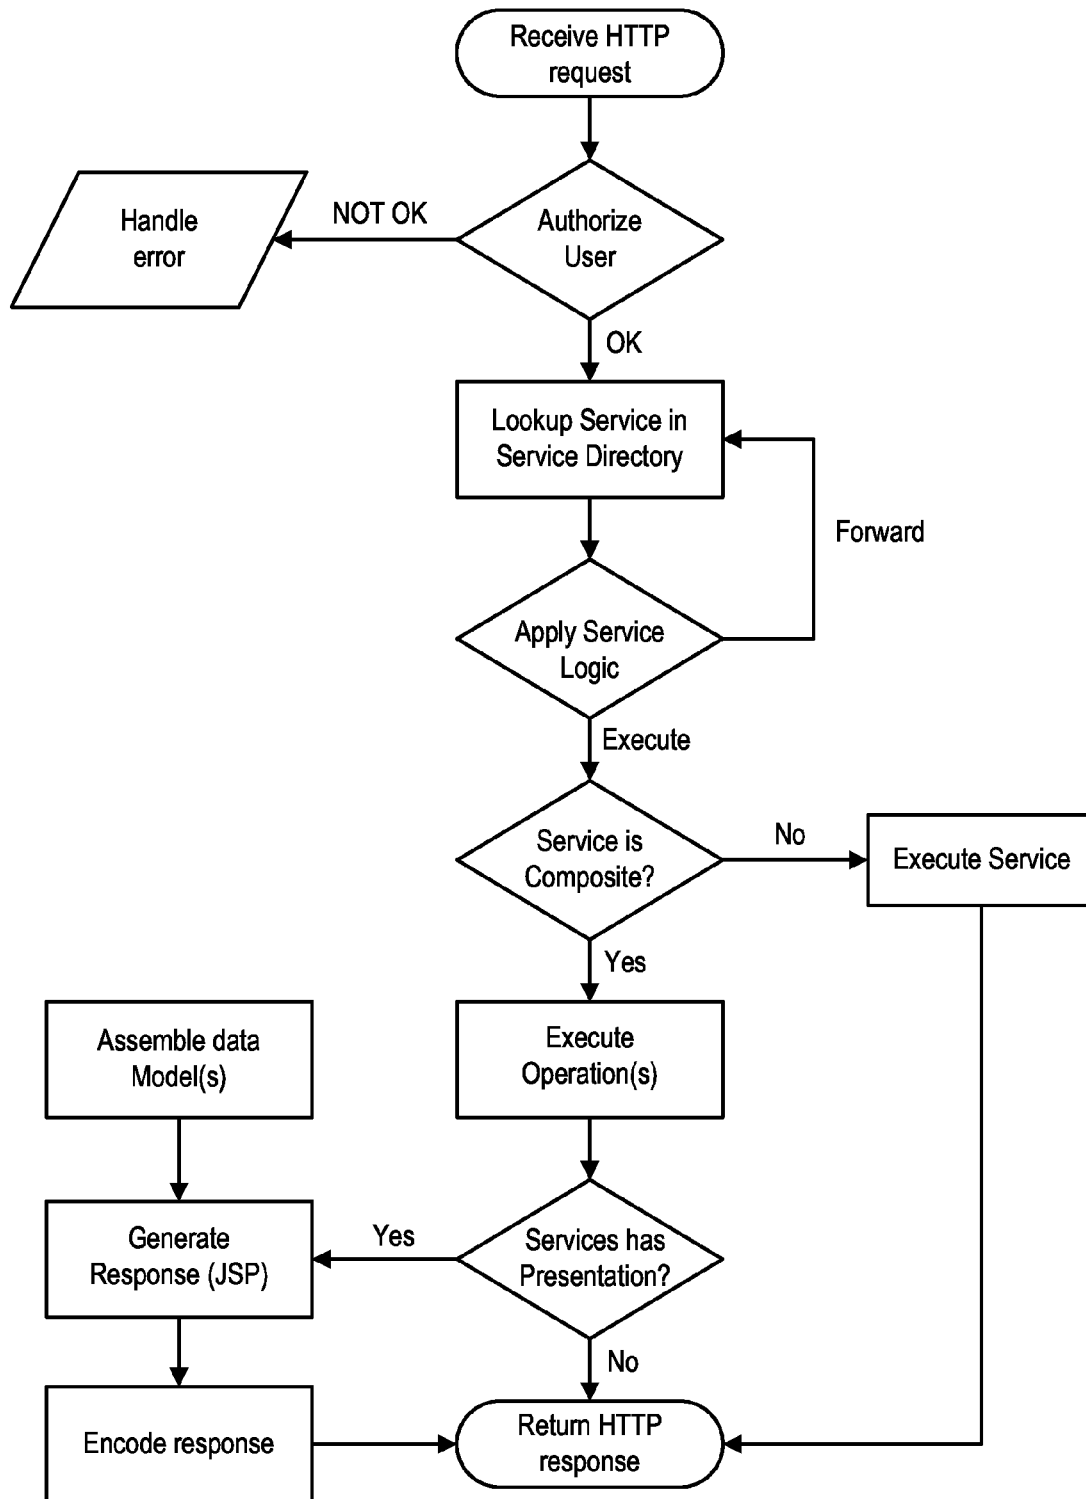 Receive HTTP
request
Handle
error
NOT OK
Authorize
User
OK
Lookup Service in
Service Directory
Forward
Apply Service
Logic
Execute
Service is
Composite?
No
Execute Service
Yes
Assemble data
Model(s)
Execute
Operation(s)
Generate
Response (JSP)
Yes
Services has
Presentation?
No
Encode response
Return HTTP
response